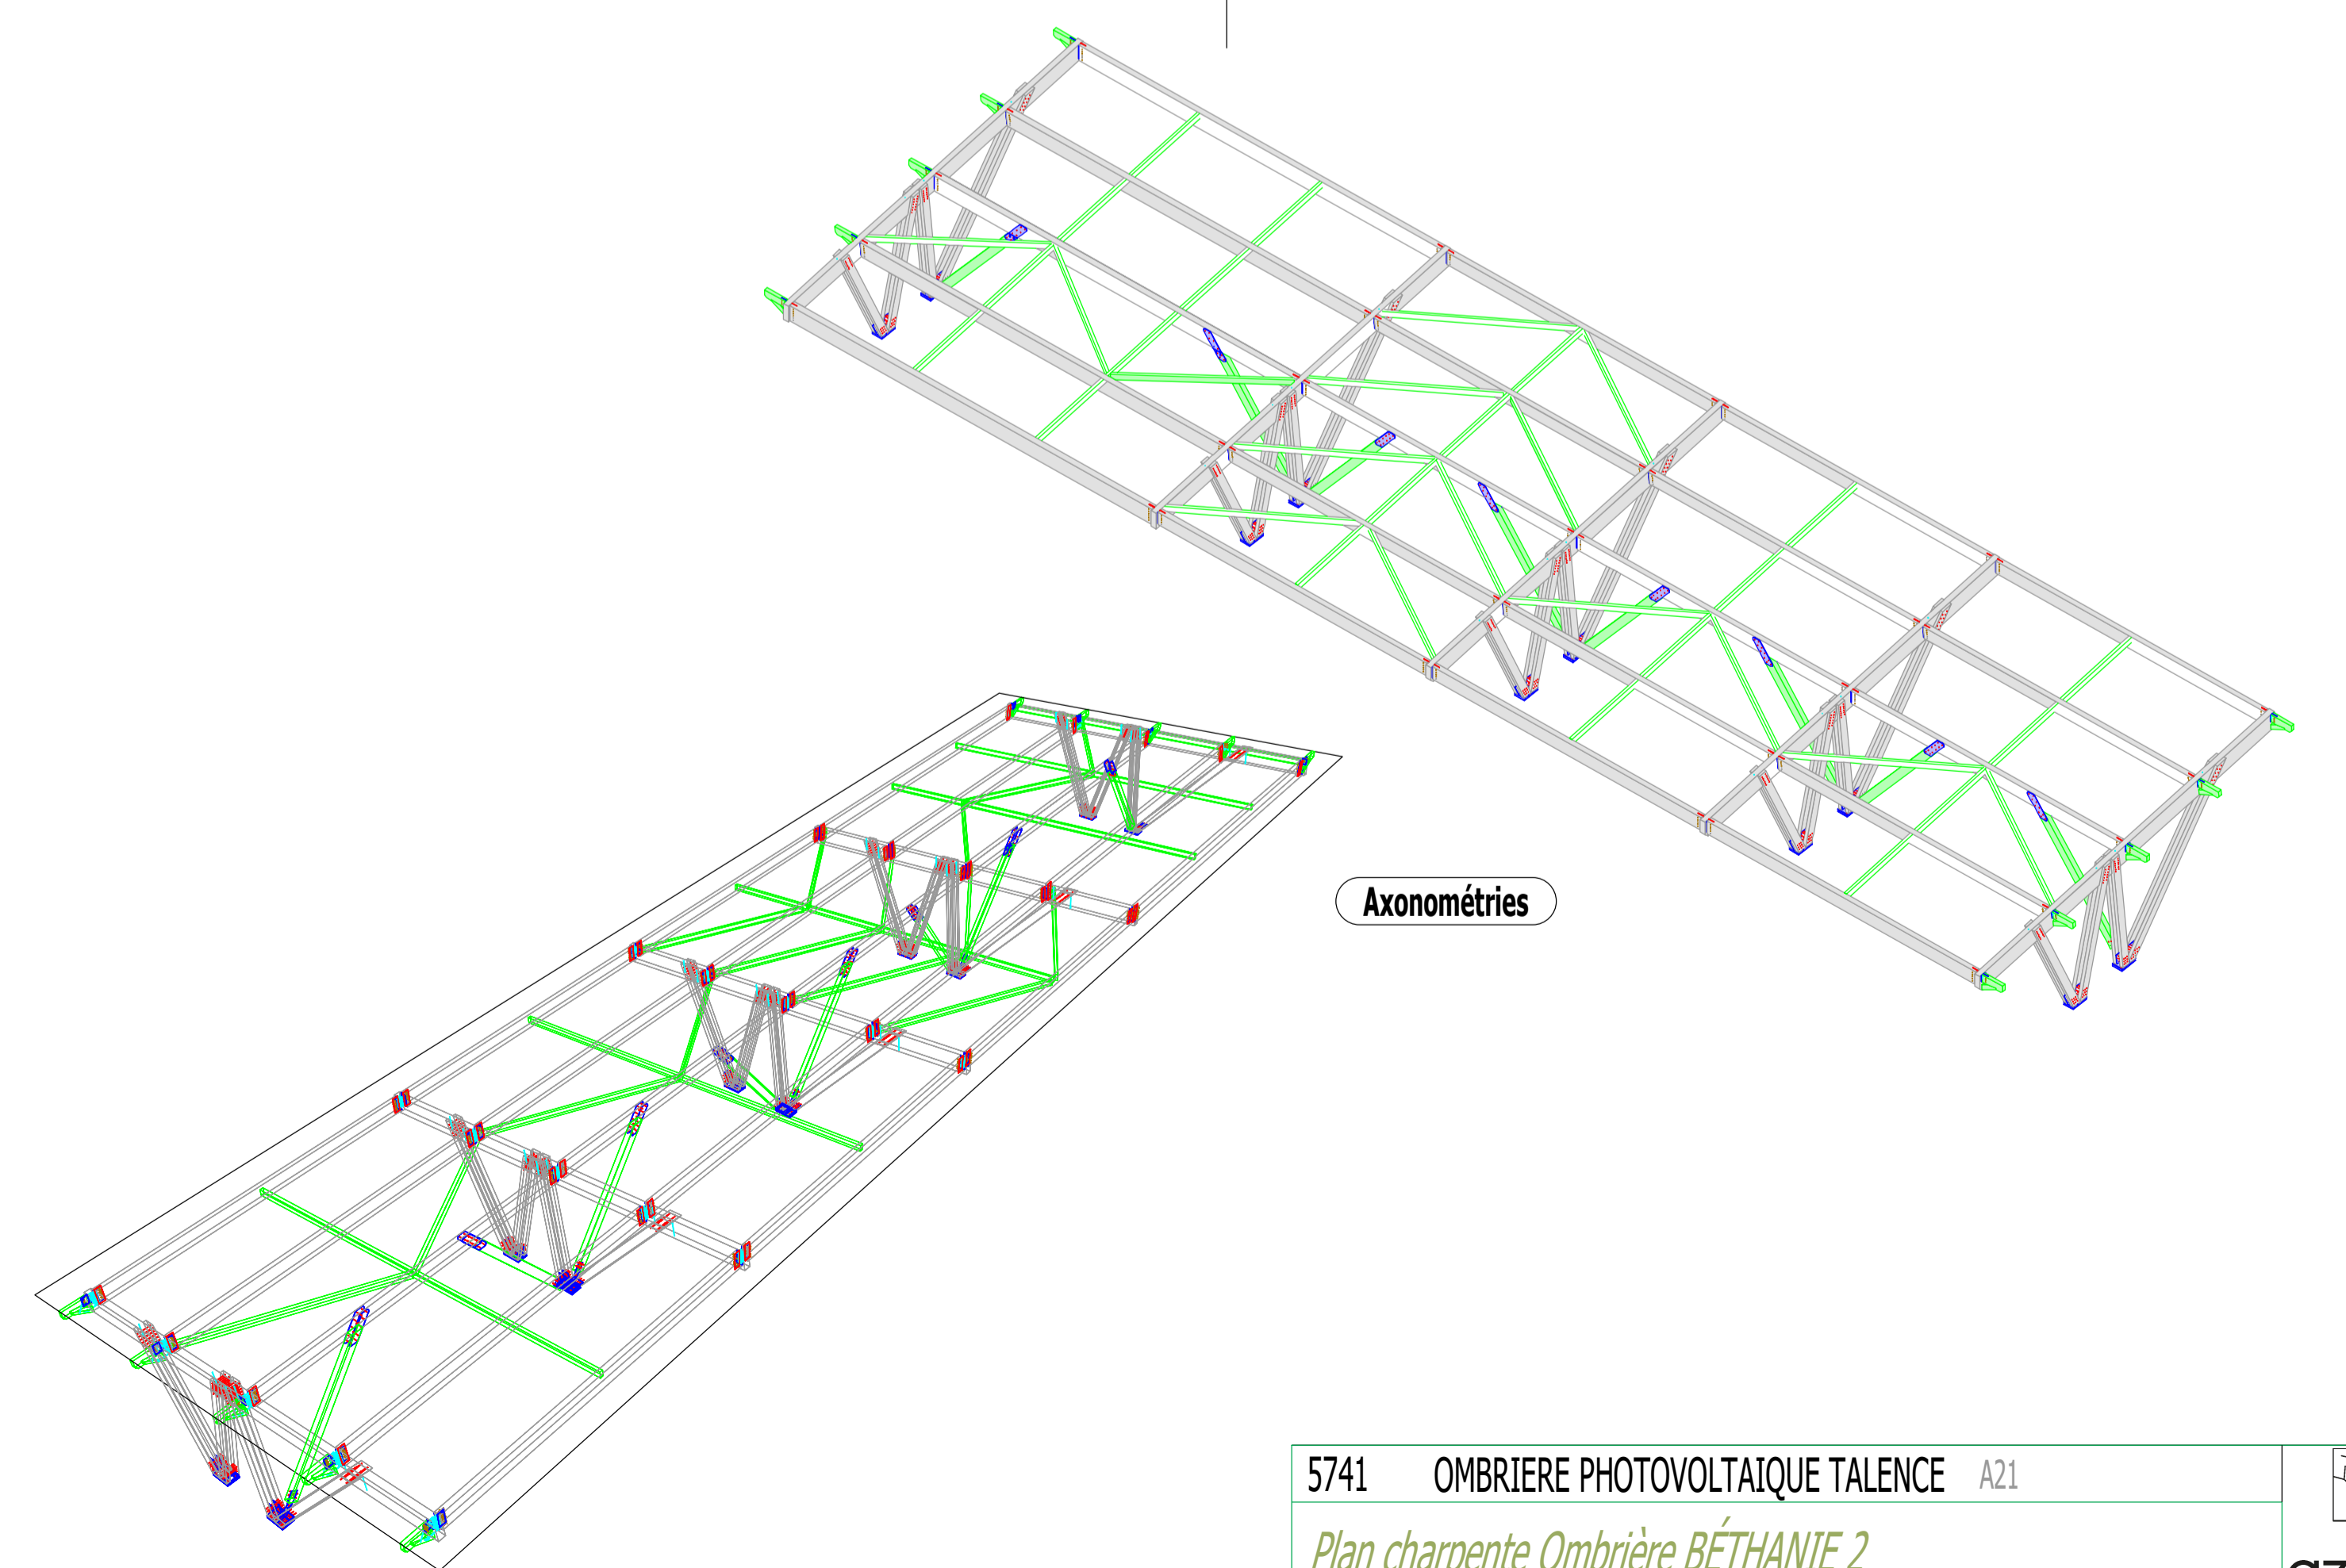 Axonométries
5741 OMBRIERE PHOTOVOLTAIQUE TALENCE A21
Plan charpente Ombrière BÉTHANIE 2